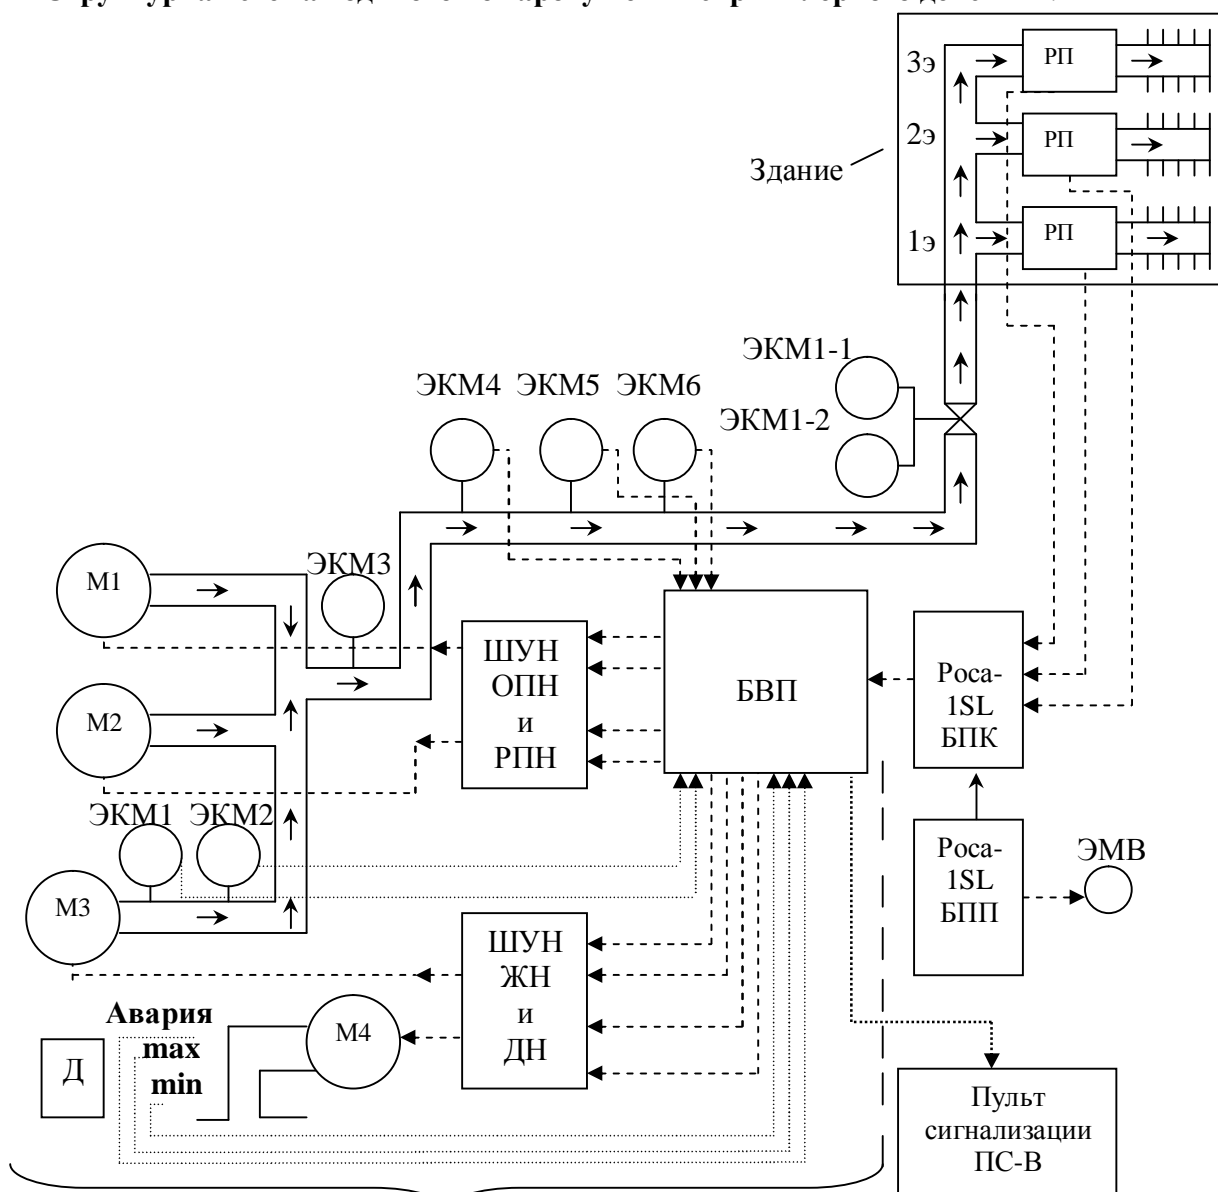 3э
РП
2э
РП
Здание
1э
РП
ЭКМ1-1
ЭКМ4
ЭКМ5
ЭКМ6
ЭКМ1-2
ЭКМ3
М1
ШУН
ОПН
и
РПН
БВП
Роса-
1SL
БПК
М2
ЭКМ1
ЭКМ2
Роса-
1SL
БПП
ЭМВ
М3
ШУН
ЖН
и
ДН
Авария
max
min
М4
Д
Пульт
сигнализации
ПС-В